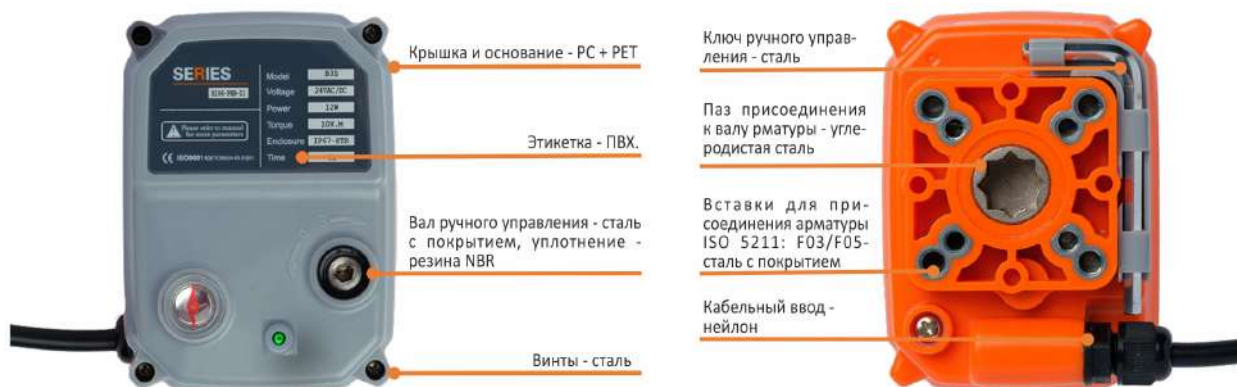 Крышка и основание - PC + PET
Этикетка - ПВХ.
Вал ручного управления - сталь
с покрытием, уплотнение -
резина NBR
Винты - сталь
SERIES
Model
Voltage 24VAC/DC
Power 12W
Torque 10N.M
Enclosure
Time
Please refer to manual
for more parameters
ISO9001
Ключ ручного управ-
ления - сталь
Паз присоединения
к валу рматуры - угле-
родистая сталь
Вставки для при-
соединения арматуры
ISO 5211: F03/F05-
сталь с покрытием
Кабельный ввод -
нейлон